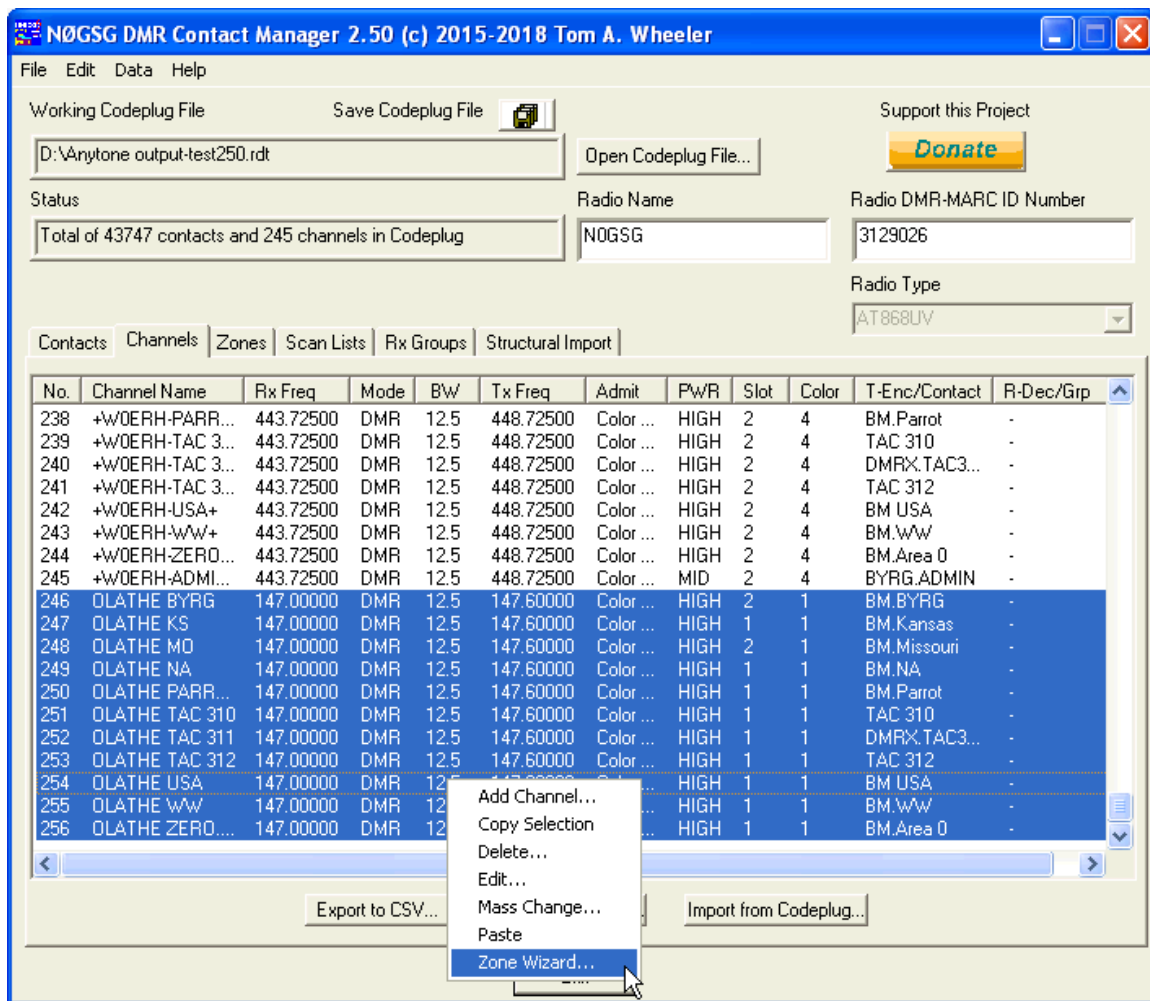 NØGSG DMR Contact Manager 2.50 (c) 2015-2018 Tom A. Wheeler
File Edit Data Help
Working Codeplug File Save Codeplug File Support this Project
D:\Anytone output-test250.rdt Open Codeplug File... Donate
Status Radio Name Radio DMR-MARC ID Number
Total of 43747 contacts and 245 channels in Codeplug N0GSG 3129026
Radio Type
AT868UV
Contacts Channels Zones Scan Lists Rx Groups Structural Import
No. Channel Name Rx Freq Mode BW Tx Freq Admit PWR Slot Color T-Enc/Contact R-Dec/Grp
238 +W0ERH-PARR... 443.72500 DMR 12.5 448.72500 Color ... HIGH 2 4 BM.Parrot -
239 +W0ERH-TAC 3... 443.72500 DMR 12.5 448.72500 Color ... HIGH 2 4 TAC 310 -
240 +W0ERH-TAC 3... 443.72500 DMR 12.5 448.72500 Color ... HIGH 2 4 DMRX.TAC3... -
241 +W0ERH-TAC 3... 443.72500 DMR 12.5 448.72500 Color ... HIGH 2 4 TAC 312 -
242 +W0ERH-USA+ 443.72500 DMR 12.5 448.72500 Color ... HIGH 2 4 BM USA -
243 +W0ERH-WW+ 443.72500 DMR 12.5 448.72500 Color ... HIGH 2 4 BM.WW -
244 +W0ERH-ZERO... 443.72500 DMR 12.5 448.72500 Color ... HIGH 2 4 BM.Area 0 -
245 +W0ERH-ADMI... 443.72500 DMR 12.5 448.72500 Color ... MID 2 4 BYRG.ADMIN -
246 OLATHE BYRG 147.00000 DMR 12.5 147.60000 Color ... HIGH 2 1 BM.BYRG -
247 OLATHE KS 147.00000 DMR 12.5 147.60000 Color ... HIGH 1 1 BM.Kansas -
248 OLATHE MO 147.00000 DMR 12.5 147.60000 Color ... HIGH 2 1 BM.Missouri -
249 OLATHE NA 147.00000 DMR 12.5 147.60000 Color ... HIGH 1 1 BM.NA -
250 OLATHE PARR... 147.00000 DMR 12.5 147.60000 Color ... HIGH 1 1 BM.Parrot -
251 OLATHE TAC 310 147.00000 DMR 12.5 147.60000 Color ... HIGH 1 1 TAC 310 -
252 OLATHE TAC 311 147.00000 DMR 12.5 147.60000 Color ... HIGH 1 1 DMRX.TAC3... -
253 OLATHE TAC 312 147.00000 DMR 12.5 147.60000 Color ... HIGH 1 1 TAC 312 -
254 OLATHE USA 147.00000 DMR HIGH 1 1 BM USA -
255 OLATHE WW 147.00000 DMR HIGH 1 1 BM.WW -
256 OLATHE ZERO.... 147.00000 DMR HIGH 1 1 BM.Area 0 -
Add Channel...
Copy Selection
Delete...
Edit...
Mass Change...
Paste
Zone Wizard...
Export to CSV... Import from Codeplug...